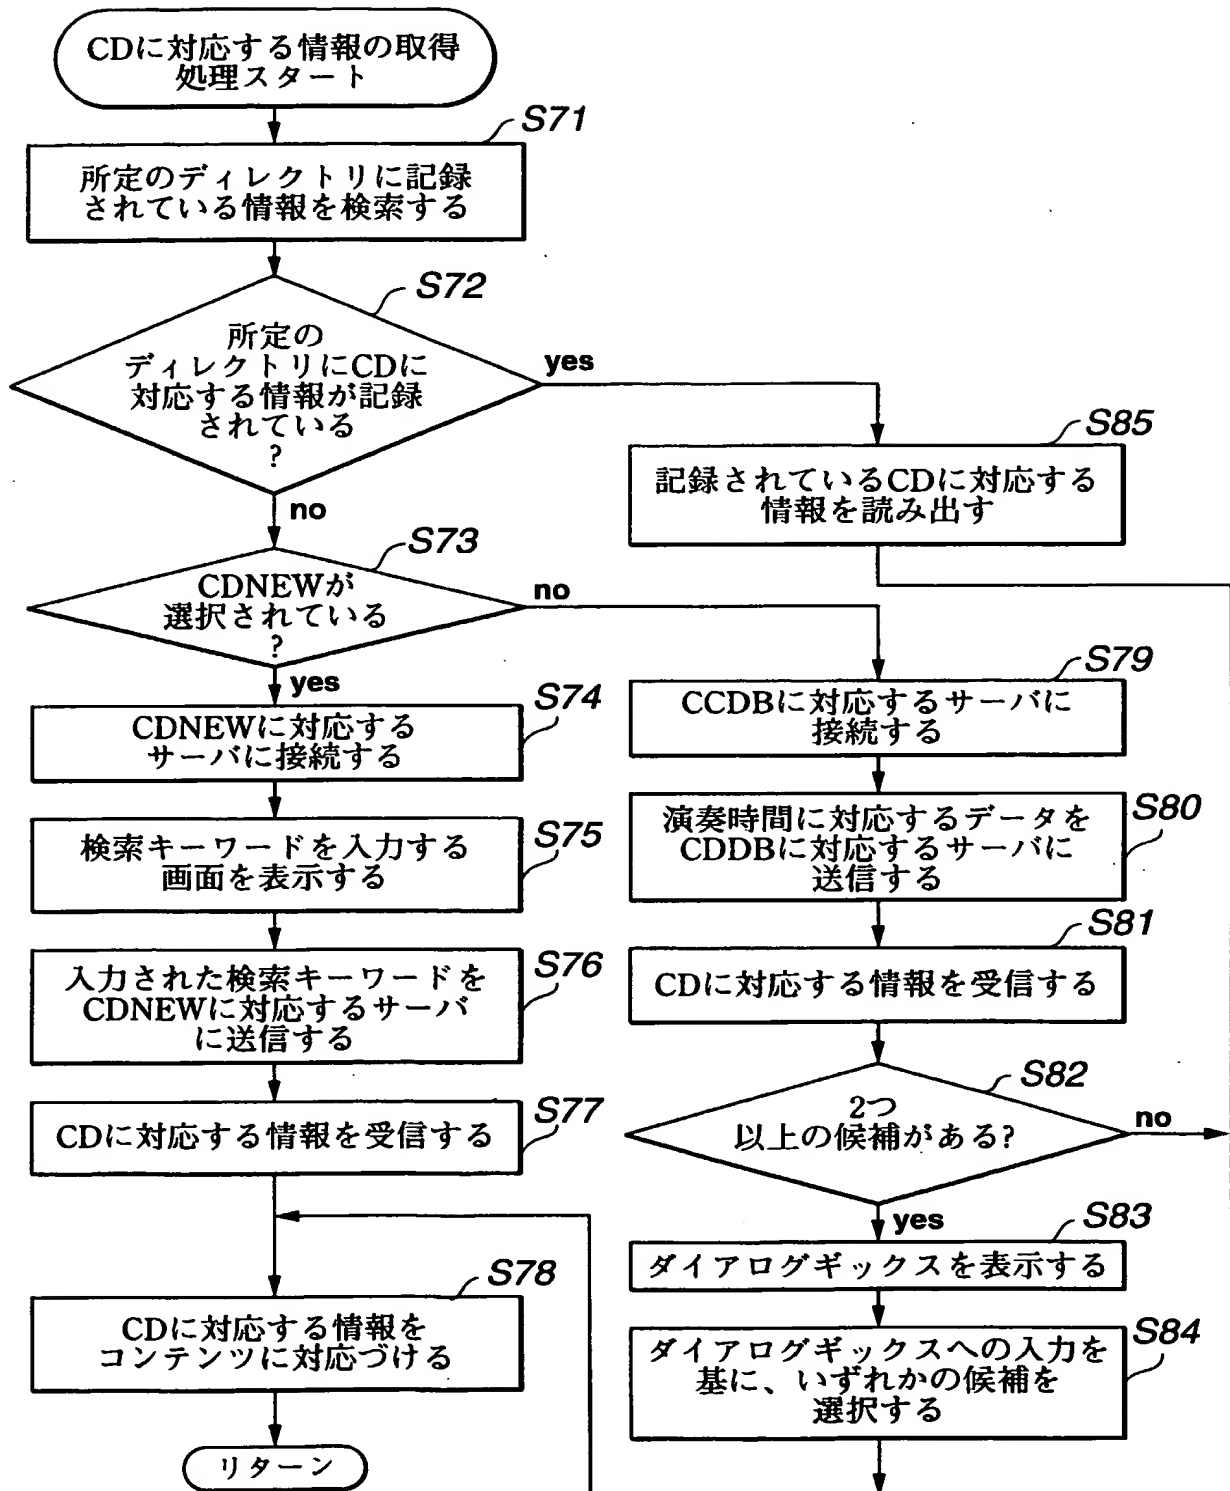 CDに対応する情報の取得
処理スタート
S71
所定のディレクトリに記録
されている情報を検索する
S72
所定の
ディレクトリにCDに
対応する情報が記録
されている
?
yes
no
S73
CDNEWが
選択されている
?
no
yes
S74
CDNEWに対応する
サーバに接続する
S75
検索キーワードを入力する
画面を表示する
S76
入力された検索キーワードを
CDNEWに対応するサーバ
に送信する
S77
CDに対応する情報を受信する
S78
CDに対応する情報を
コンテンツに対応づける
リターン
S85
記録されているCDに対応する
情報を読み出す
S79
CCDBに対応するサーバに
接続する
S80
演奏時間に対応するデータを
CDDBに対応するサーバに
送信する
S81
CDに対応する情報を受信する
S82
2つ
以上の候補がある?
no
yes
S83
ダイアログギックスを表示する
S84
ダイアログギックスへの入力を
基に、いずれかの候補を
選択する